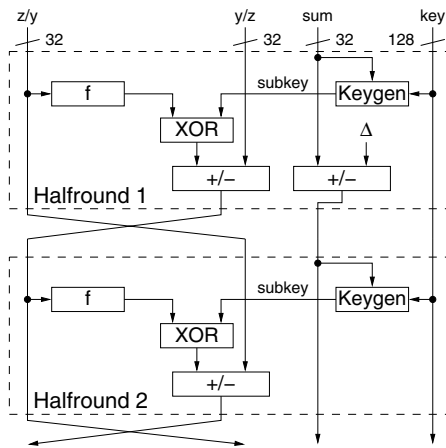 z/y y/z sum key
32 32 32 128
f subkey Keygen
XOR Δ
+/− +/−
Halfround 1
f subkey Keygen
XOR
+/−
Halfround 2